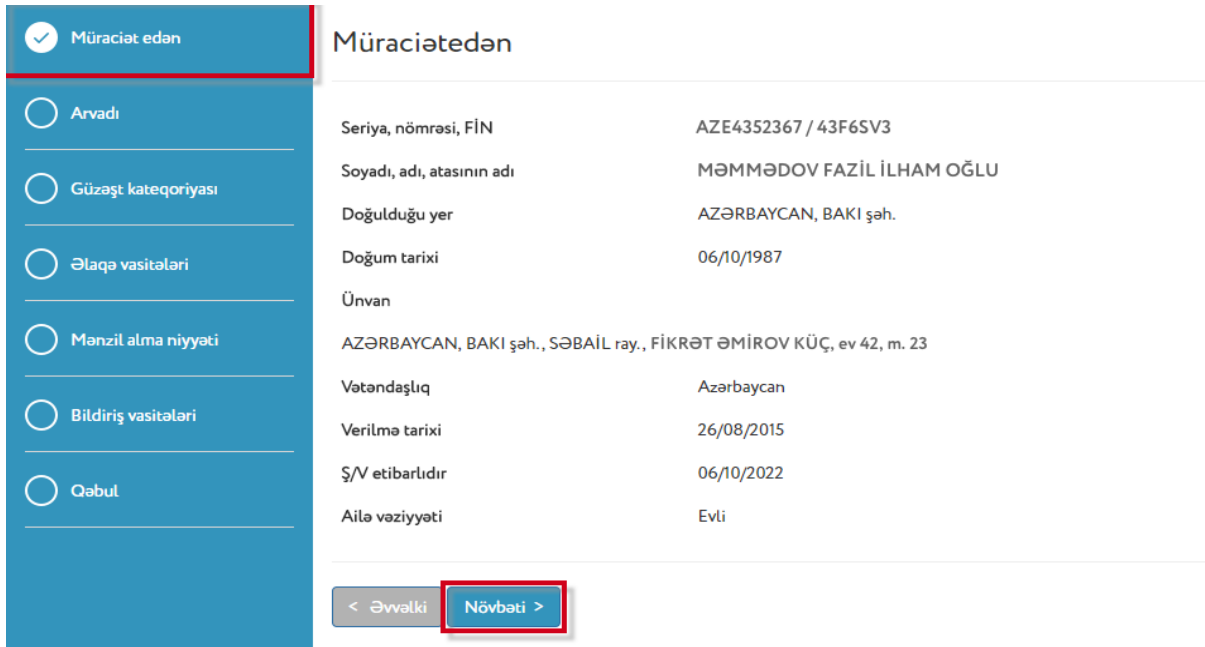 Müraciət edən
Arvadı
Güzəşt kateqoriyası
Əlaqə vasitələri
Mənzil alma niyyəti
Bildiriş vasitələri
Qəbul
Müraciətedən
Seriya, nömrəsi, FİN AZE4352367 / 43F6SV3
Soyadı, adı, atasının adı MƏMMƏDOV FAZİL İLHAM OĞLU
Doğulduğu yer AZƏRBAYCAN, BAKI şəh.
Doğum tarixi 06/10/1987
Ünvan
AZƏRBAYCAN, BAKI şəh., SƏBAİL ray., FİKRƏT ƏMİROV KÜÇ, ev 42, m. 23
Vətəndaşlıq Azərbaycan
Verilmə tarixi 26/08/2015
Ş/V etibarlıdır 06/10/2022
Ailə vəziyyəti Evli
< Əvvəlki Növbəti >